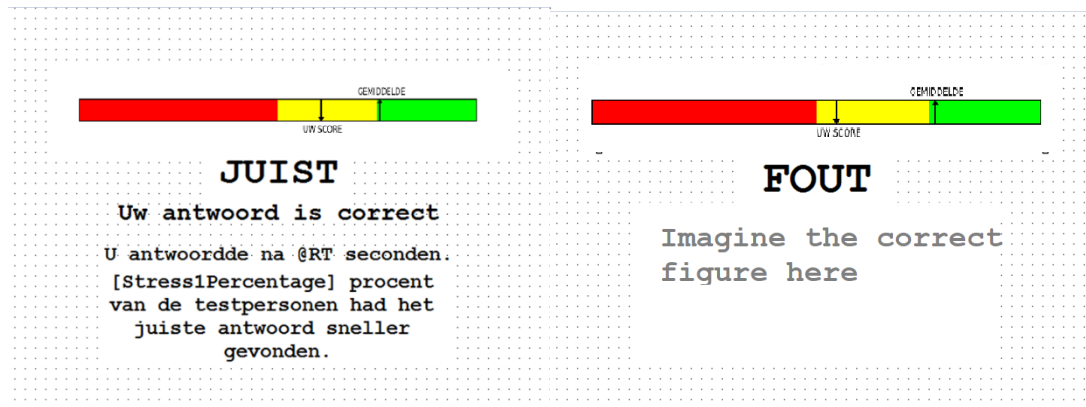 GEMIDDELDE
UW SCORE
JUIST
Uw antwoord is correct
U antwoordde na @RT seconden.
[Stress1Percentage] procent
van de testpersonen had het
juiste antwoord sneller
gevonden.
GEMIDDELDE
UW SCORE
FOUT
Imagine the correct
figure here